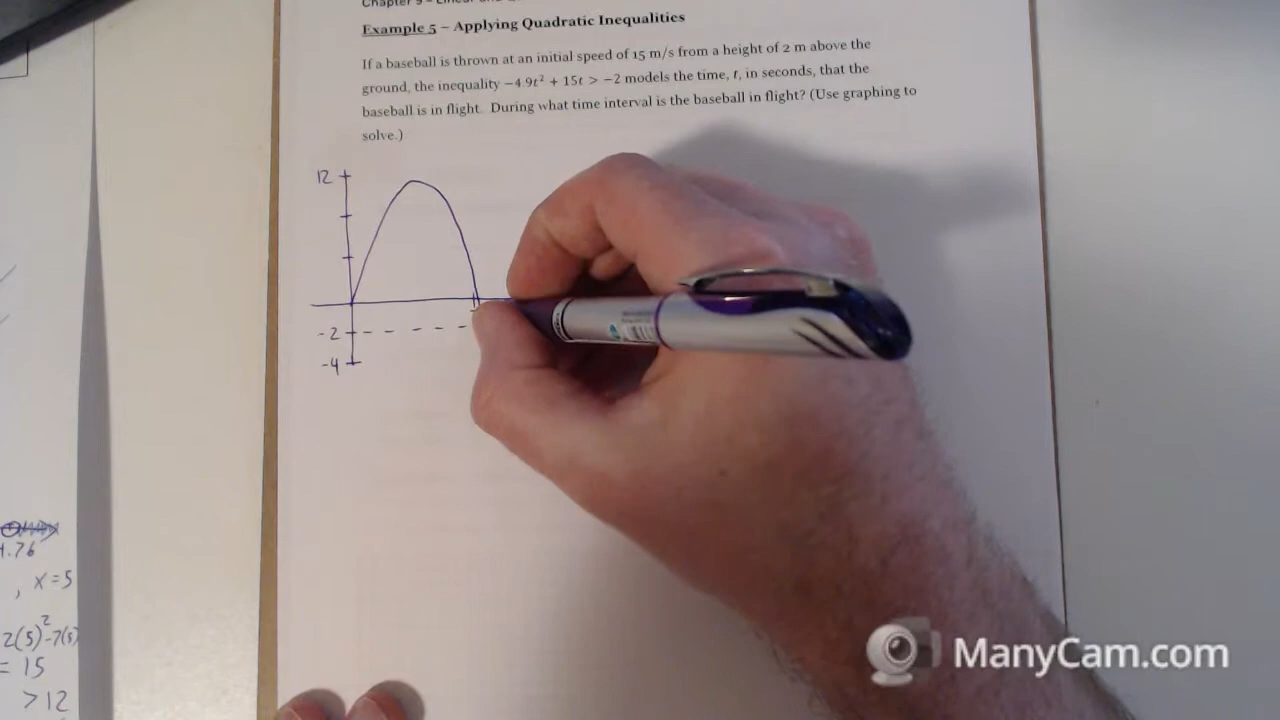 Example 5 – Applying Quadratic Inequalities
If a baseball is thrown at an initial speed of 15 m/s from a height of 2 m above the
ground, the inequality −4.9t² + 15t > −2 models the time, t, in seconds, that the
baseball is in flight. During what time interval is the baseball in flight? (Use graphing to
solve.)
12
-2
-4
, x=5
2(5)²-7(5)
= 15
>12
ManyCam.com